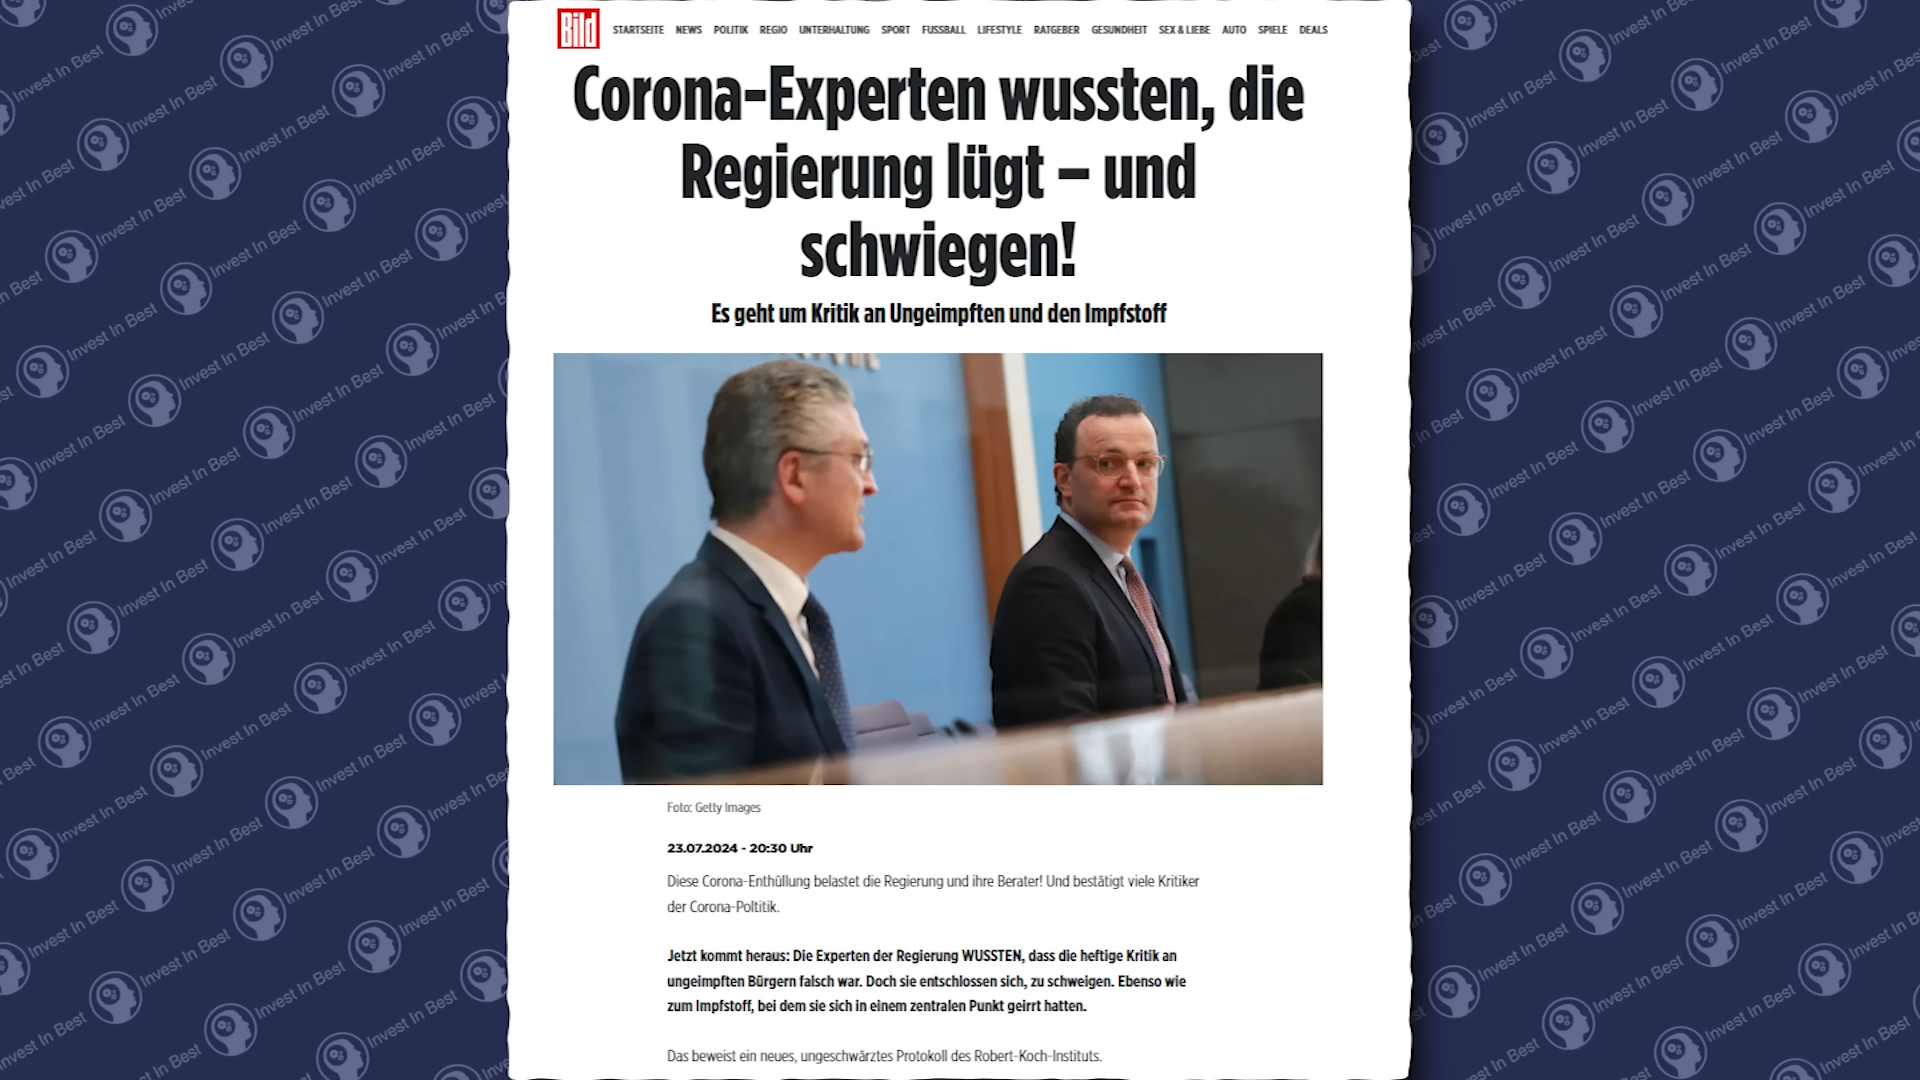 Bild STARTSEITE NEWS POLITIK REGIO UNTERHALTUNG SPORT FUSSBALL LIFESTYLE RATGEBER GESUNDHEIT SEX & LIEBE AUTO SPIELE DEALS
Corona-Experten wussten, die
Regierung lügt – und
schwiegen!
Es geht um Kritik an Ungeimpften und den Impfstoff
Foto: Getty Images
23.07.2024 - 20:30 Uhr
Diese Corona-Enthüllung belastet die Regierung und ihre Berater! Und bestätigt viele Kritiker
der Corona-Poltitik.
Jetzt kommt heraus: Die Experten der Regierung WUSSTEN, dass die heftige Kritik an
ungeimpften Bürgern falsch war. Doch sie entschlossen sich, zu schweigen. Ebenso wie
zum Impfstoff, bei dem sie sich in einem zentralen Punkt geirrt hatten.
Das beweist ein neues, ungeschwärztes Protokoll des Robert-Koch-Instituts.
Invest In Best